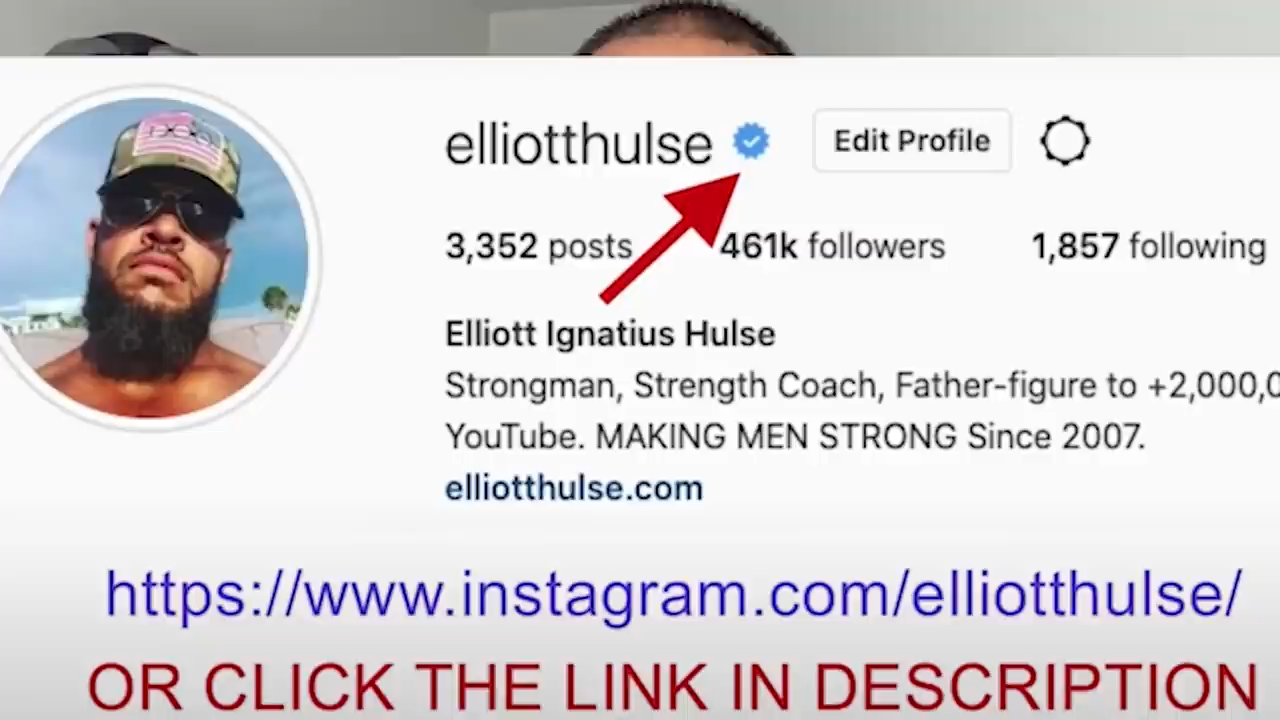 elliotthulse Edit Profile
3,352 posts 461k followers 1,857 following
Elliott Ignatius Hulse
Strongman, Strength Coach, Father-figure to +2,000,0
YouTube. MAKING MEN STRONG Since 2007.
elliotthulse.com
https://www.instagram.com/elliotthulse/
OR CLICK THE LINK IN DESCRIPTION